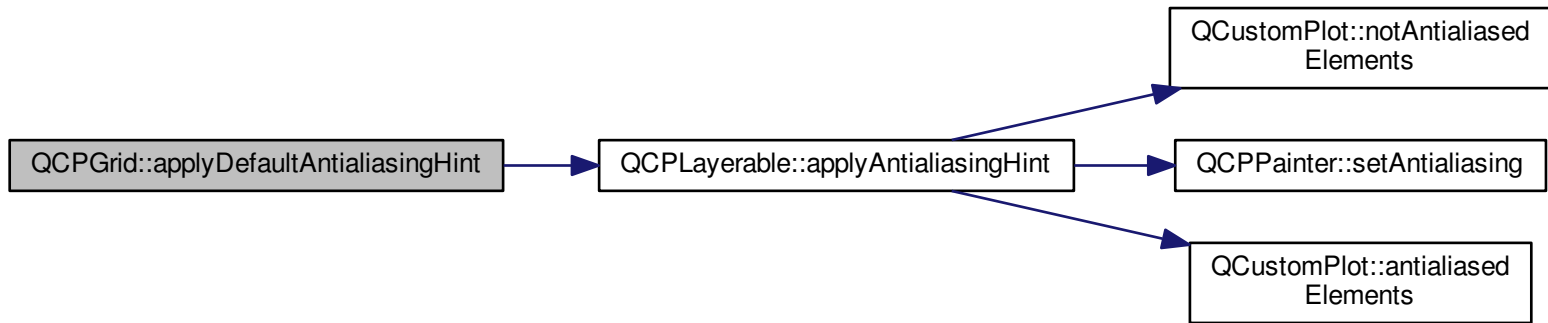 QCPGrid::applyDefaultAntialiasingHint
QCPLayerable::applyAntialiasingHint
QCustomPlot::notAntialiased
Elements
QCPPainter::setAntialiasing
QCustomPlot::antialiased
Elements